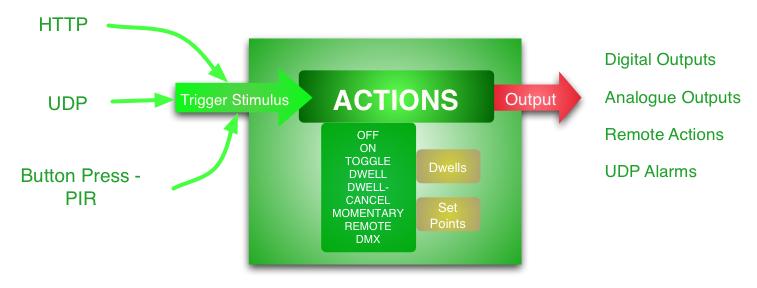 HTTP
UDP
Button Press -
PIR
Trigger Stimulus
ACTIONS
OFF
ON
TOGGLE
DWELL
DWELL-
CANCEL
MOMENTARY
REMOTE
DMX
Dwells
Set
Points
Output
Digital Outputs
Analogue Outputs
Remote Actions
UDP Alarms